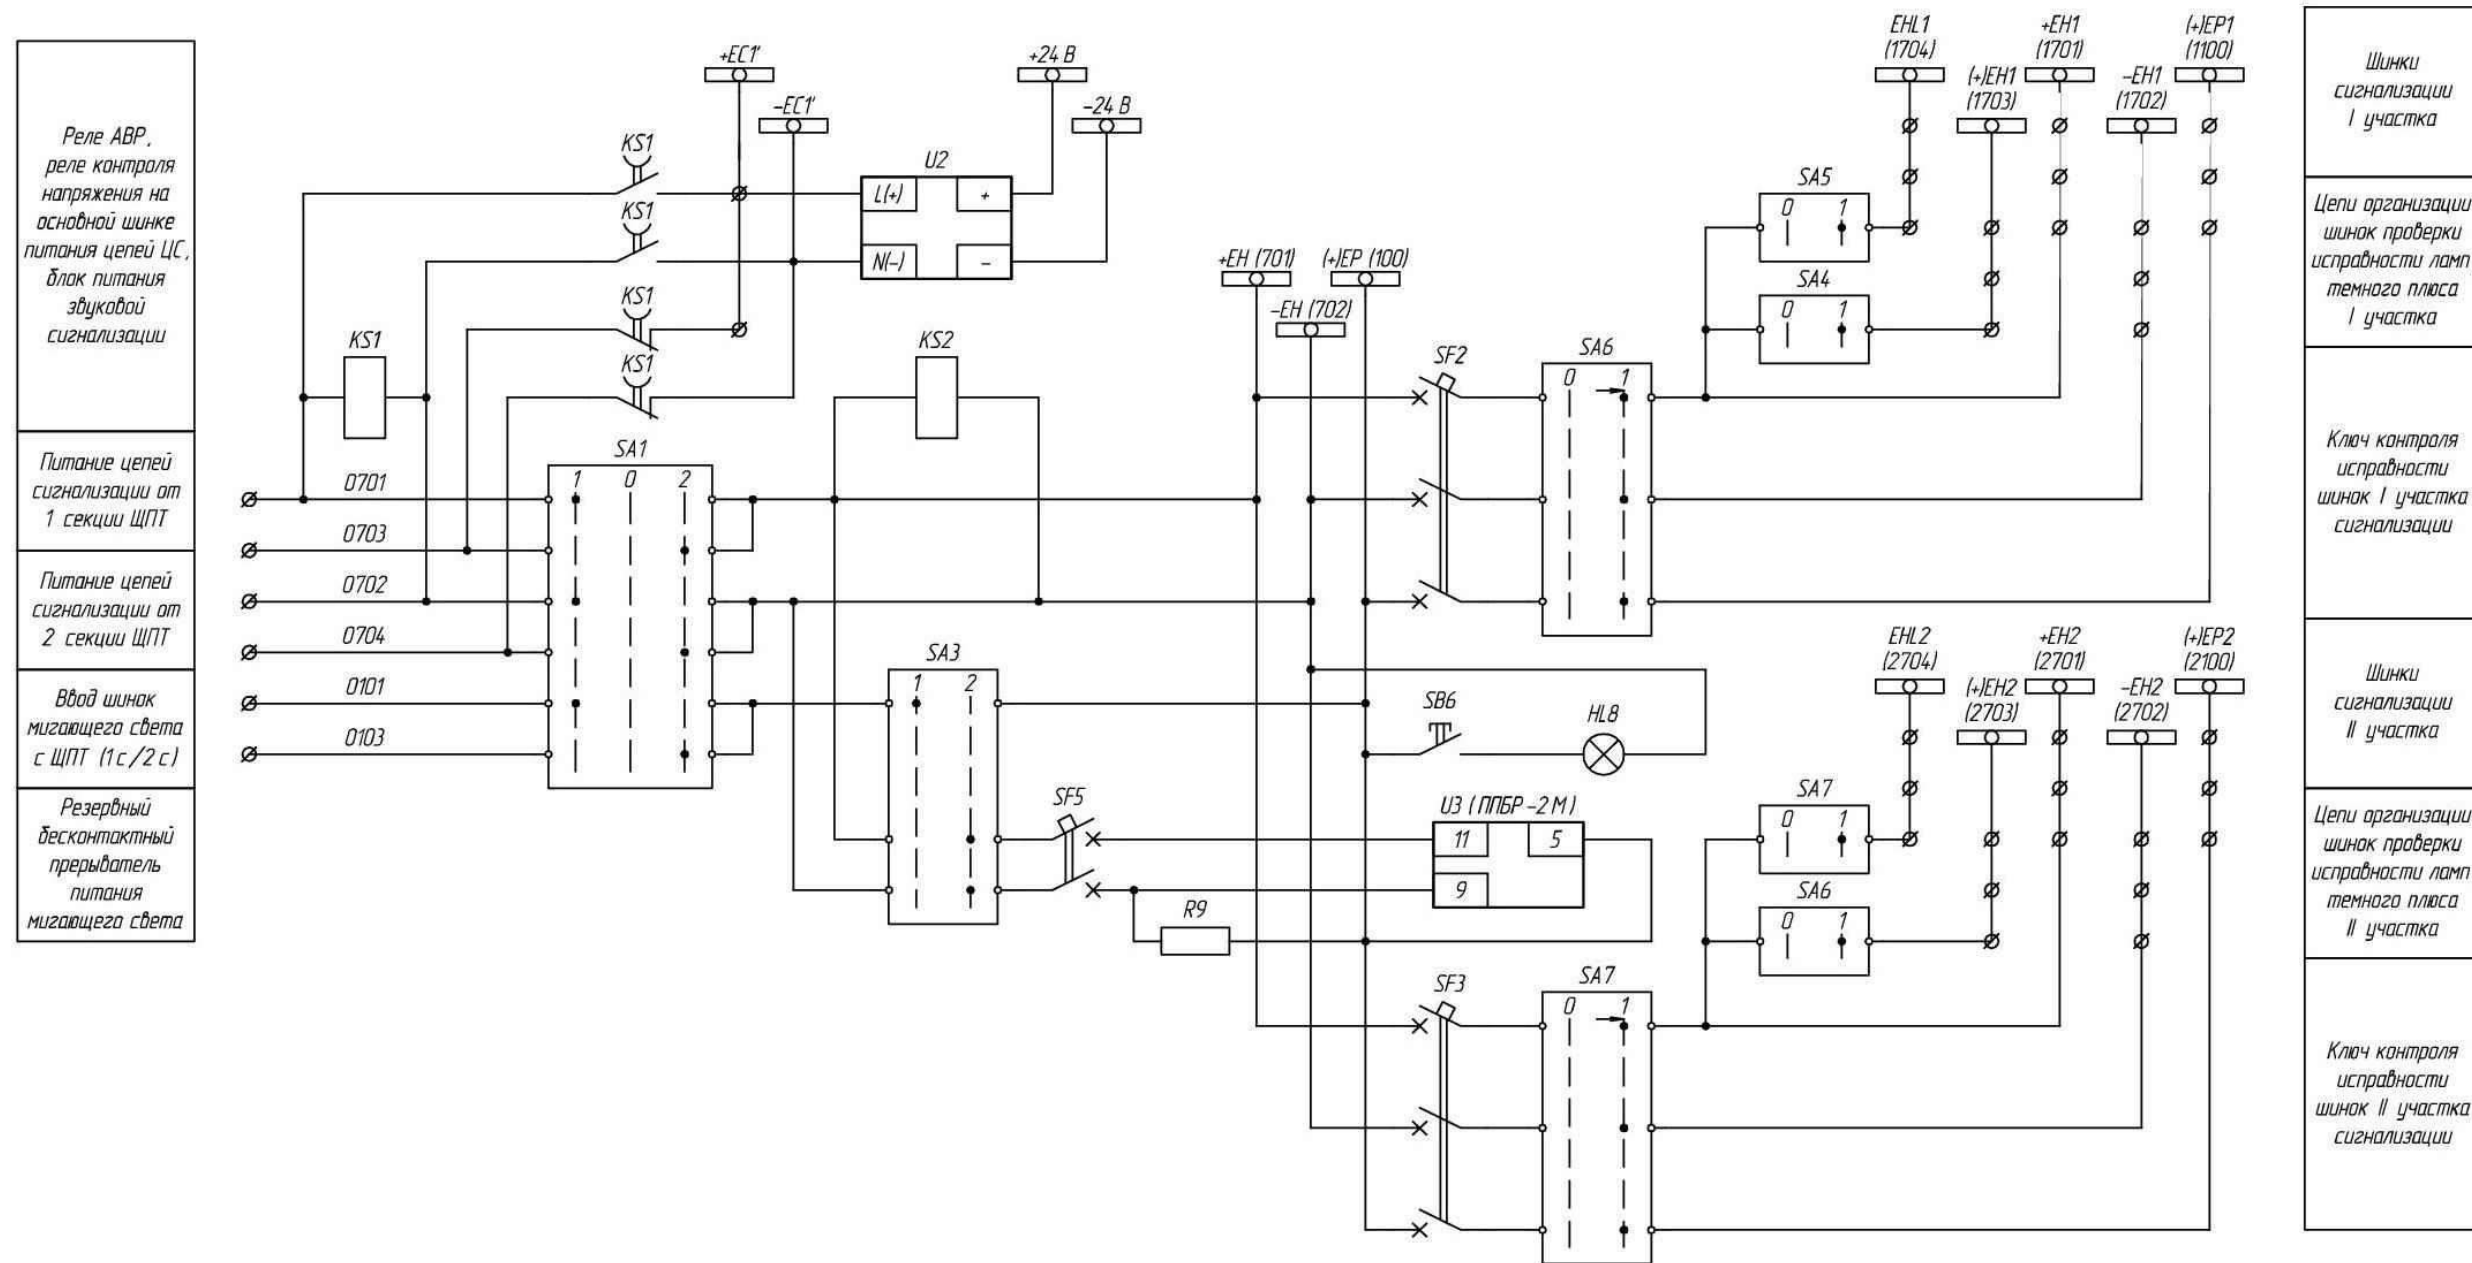 Реле АВР,
реле контроля
напряжения на
основной шинке
питания цепей ЦС,
блок питания
звуковой
сигнализации
Питание цепей
сигнализации от
1 секции ЩПТ
Питание цепей
сигнализации от
2 секции ЩПТ
Ввод шинок
мигающего света
с ЩПТ (1с/2с)
Резервный
бесконтактный
прерыватель
питания
мигающего света
+EC1'
-EC1'
+24 В
-24 В
KS1
KS1
KS1
KS1
KS1
U2
L(+)
+
N(-)
-
KS2
SA1
1 0 2
0701
0703
0702
0704
0101
0103
SA3
1 2
SF5
R9
+EH (701)
(+)EP (100)
-EH (702)
SF2
SA6
0 1
SB6
HL8
U3 (ППБР-2М)
11
5
9
SF3
SA7
0 1
EHL1
(1704)
(+)EH1
(1703)
+EH1
(1701)
-EH1
(1702)
(+)EP1
(1100)
SA5
0 1
SA4
0 1
EHL2
(2704)
(+)EH2
(2703)
+EH2
(2701)
-EH2
(2702)
(+)EP2
(2100)
SA7
0 1
SA6
0 1
Шинки
сигнализации
I участка
Цепи организации
шинок проверки
исправности ламп
темного плюса
I участка
Ключ контроля
исправности
шинок I участка
сигнализации
Шинки
сигнализации
II участка
Цепи организации
шинок проверки
исправности ламп
темного плюса
II участка
Ключ контроля
исправности
шинок II участка
сигнализации